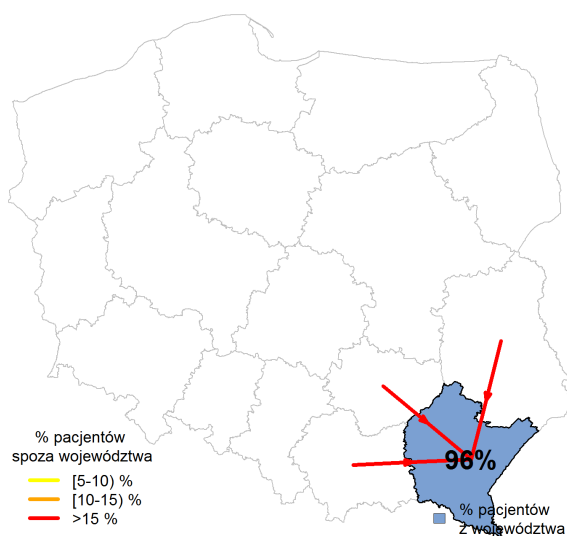 96%
% pacjentów
spoza województwa
[5-10) %
[10-15) %
>15 %
% pacjentów
z województwa